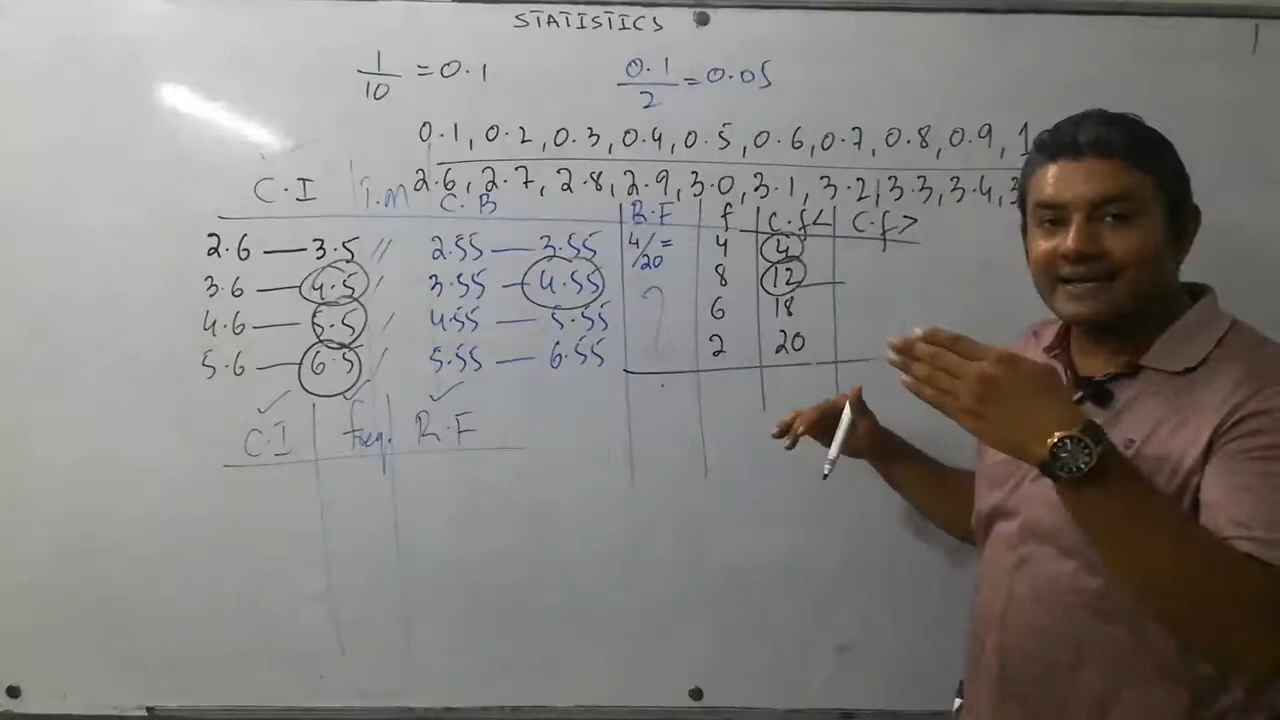 STATISTICS
1/10 = 0.1 0.1/2 = 0.05
0.1, 0.2, 0.3, 0.4, 0.5, 0.6, 0.7, 0.8, 0.9, 1
2.6, 2.7, 2.8, 2.9, 3.0, 3.1, 3.2, 3.3, 3.4, 3
C.I T.M C.B R.F f C.f< C.f>
2.6 — 3.5 // 2.55 — 3.55 4/20 = 4 4
3.6 — 4.5 / 3.55 — 4.55 ? 8 12
4.6 — 5.5 / 4.55 — 5.55 6 18
5.6 — 6.5 / 5.55 — 6.55 2 20
C.I freq. R.F